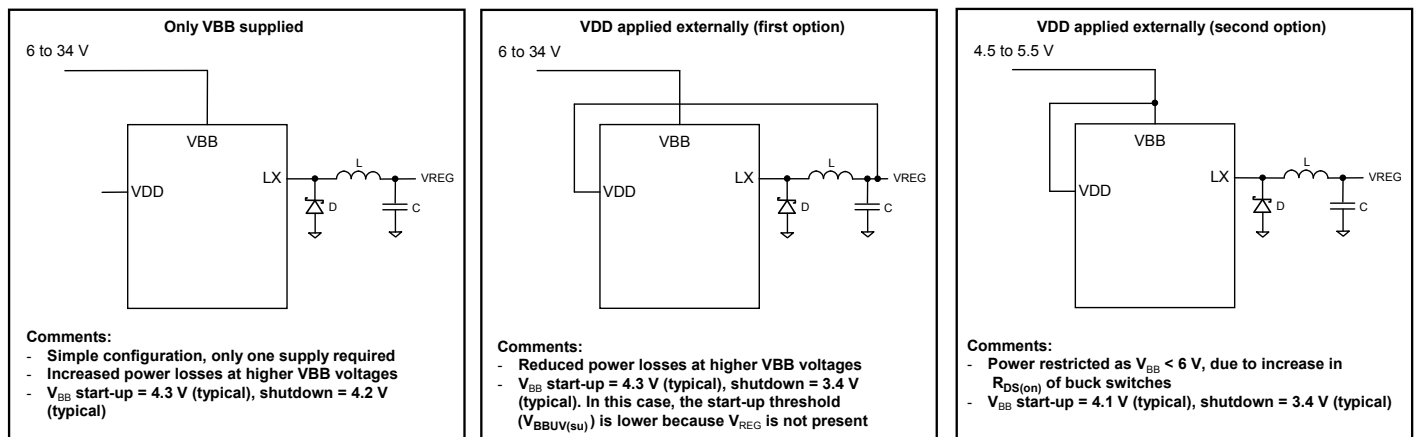 Only VBB supplied
6 to 34 V
VBB
VDD
LX
L
VREG
D
C
Comments:
- Simple configuration, only one supply required
- Increased power losses at higher VBB voltages
- VBB start-up = 4.3 V (typical), shutdown = 4.2 V
(typical)
VDD applied externally (first option)
6 to 34 V
VBB
VDD
LX
L
VREG
D
C
Comments:
- Reduced power losses at higher VBB voltages
- VBB start-up = 4.3 V (typical), shutdown = 3.4 V
(typical). In this case, the start-up threshold
(VBBUV(su)) is lower because VREG is not present
VDD applied externally (second option)
4.5 to 5.5 V
VBB
VDD
LX
L
VREG
D
C
Comments:
- Power restricted as VBB < 6 V, due to increase in
RDS(on) of buck switches
- VBB start-up = 4.1 V (typical), shutdown = 3.4 V (typical)